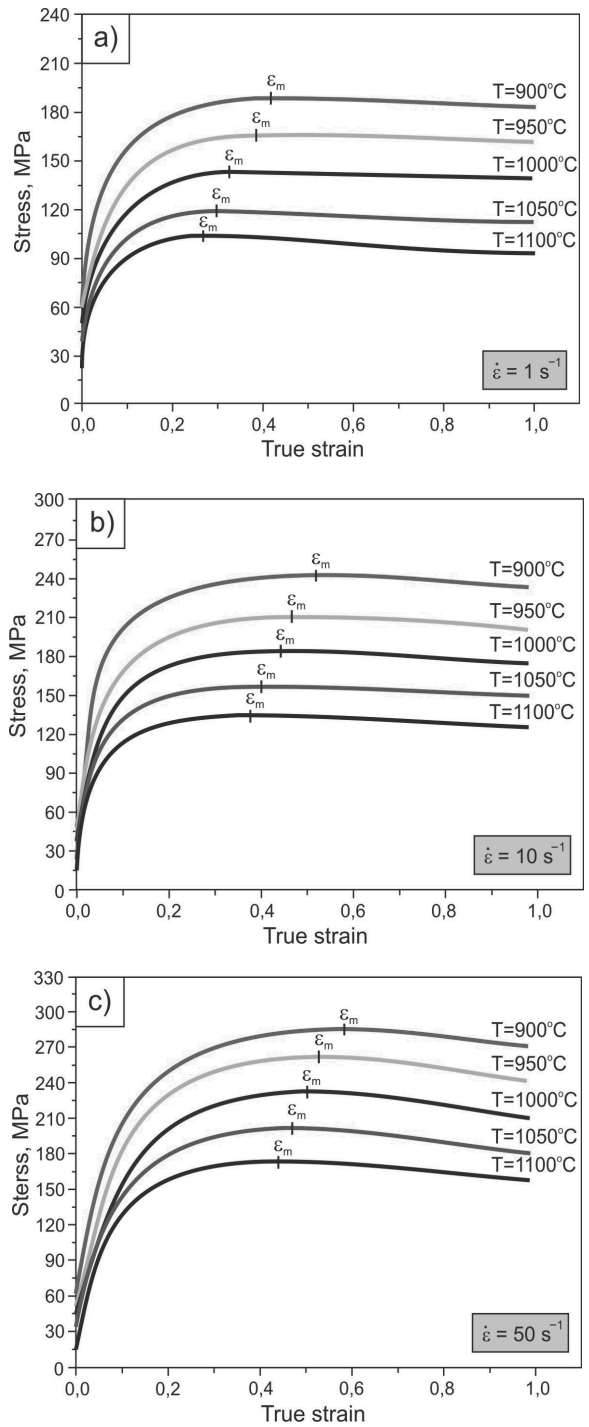 a)
240
210
180
150
120
90
60
30
0
Stress, MPa
εm
T=900°C
εm
T=950°C
εm
T=1000°C
εm
T=1050°C
εm
T=1100°C
ε̇ = 1 s⁻¹
0,0 0,2 0,4 0,6 0,8 1.0
True strain
b)
300
270
240
210
180
150
120
90
60
30
0
Stress, MPa
εm
T=900°C
εm
T=950°C
εm
T=1000°C
εm
T=1050°C
εm
T=1100°C
ε̇ = 10 s⁻¹
0,0 0,2 0,4 0,6 0,8 1,0
True strain
c)
330
300
270
240
210
180
150
120
90
60
30
0
Sterss, MPa
εm
T=900°C
εm
T=950°C
εm
T=1000°C
εm
T=1050°C
εm
T=1100°C
ε̇ = 50 s⁻¹
0,0 0,2 0,4 0,6 0,8 1,0
True strain